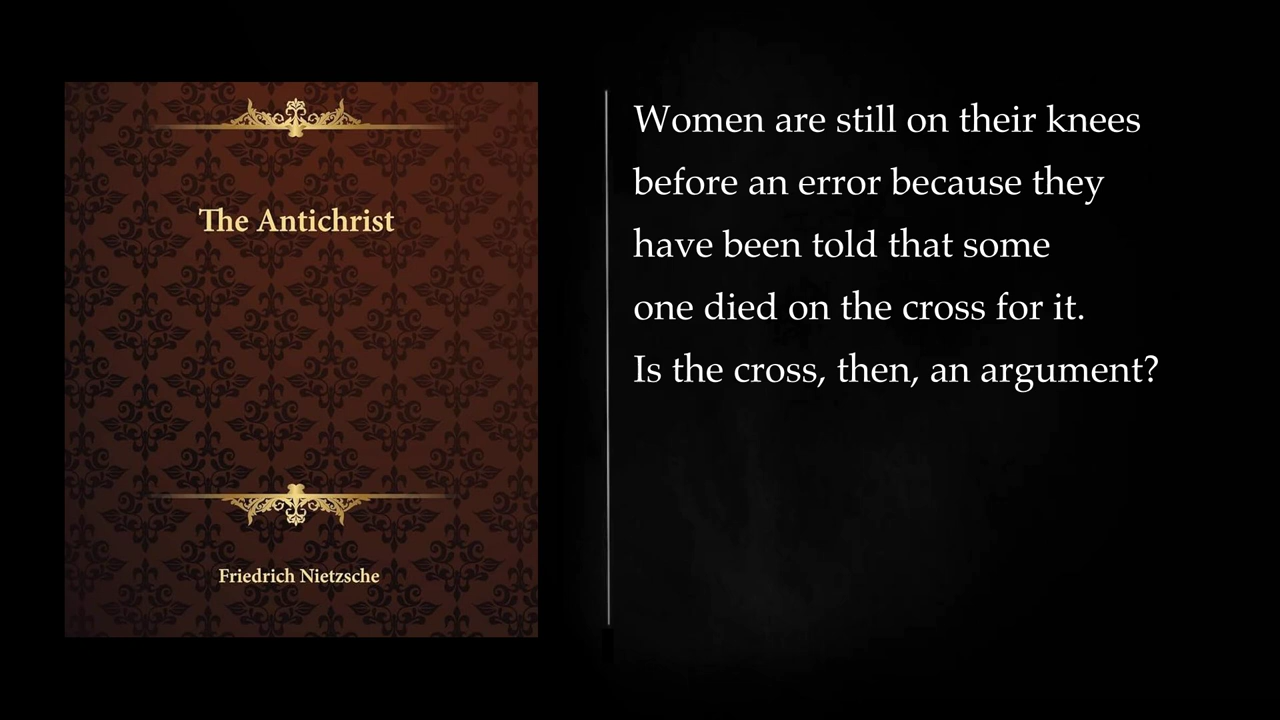 The Antichrist
Friedrich Nietzsche
Women are still on their knees
before an error because they
have been told that some
one died on the cross for it.
Is the cross, then, an argument?